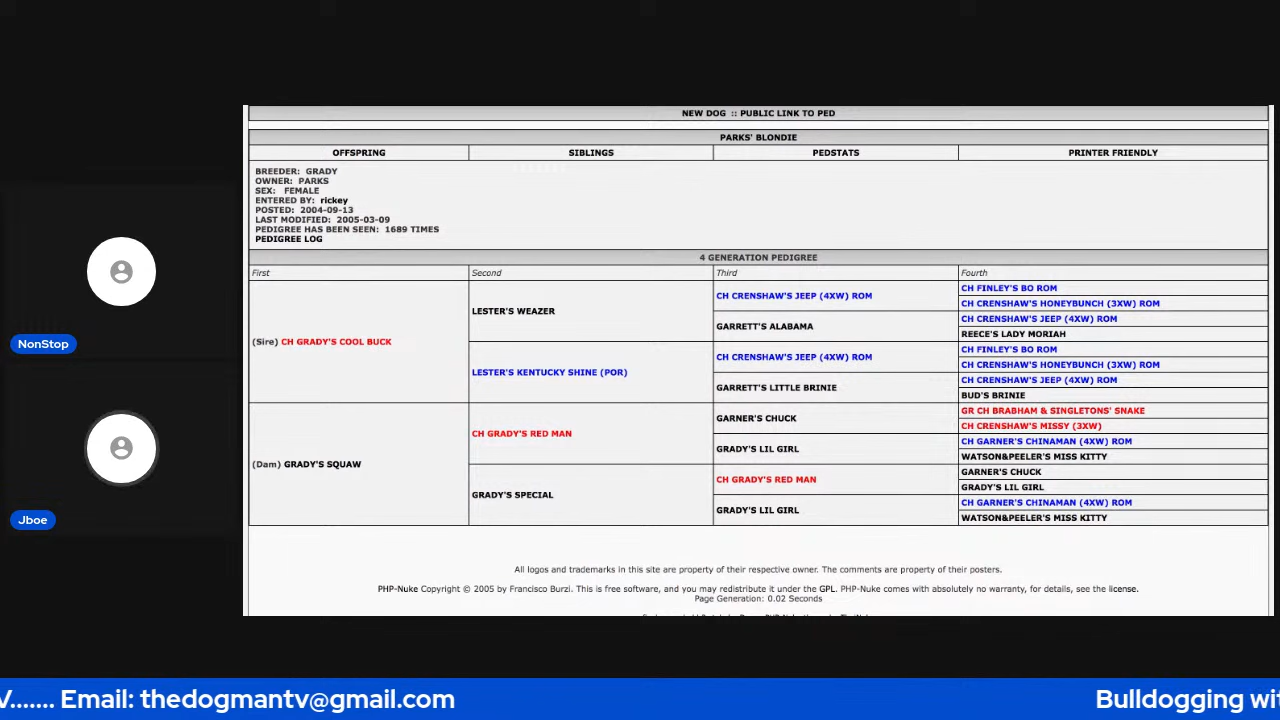 NEW DOG :: PUBLIC LINK TO PED
PARKS' BLONDIE
OFFSPRING SIBLINGS PEDSTATS PRINTER FRIENDLY
BREEDER: GRADY
OWNER: PARKS
SEX: FEMALE
ENTERED BY: rickey
POSTED: 2004-09-13
LAST MODIFIED: 2005-03-09
PEDIGREE HAS BEEN SEEN: 1689 TIMES
PEDIGREE LOG
4 GENERATION PEDIGREE
First Second Third Fourth
(Sire) CH GRADY'S COOL BUCK
LESTER'S WEAZER
CH CRENSHAW'S JEEP (4XW) ROM
CH FINLEY'S BO ROM
CH CRENSHAW'S HONEYBUNCH (3XW) ROM
GARRETT'S ALABAMA
CH CRENSHAW'S JEEP (4XW) ROM
REECE'S LADY MORIAH
LESTER'S KENTUCKY SHINE (POR)
CH CRENSHAW'S JEEP (4XW) ROM
CH FINLEY'S BO ROM
CH CRENSHAW'S HONEYBUNCH (3XW) ROM
GARRETT'S LITTLE BRINIE
CH CRENSHAW'S JEEP (4XW) ROM
BUD'S BRINIE
(Dam) GRADY'S SQUAW
CH GRADY'S RED MAN
GARNER'S CHUCK
GR CH BRABHAM & SINGLETONS' SNAKE
CH CRENSHAW'S MISSY (3XW)
GRADY'S LIL GIRL
CH GARNER'S CHINAMAN (4XW) ROM
WATSON&PEELER'S MISS KITTY
GRADY'S SPECIAL
CH GRADY'S RED MAN
GARNER'S CHUCK
GRADY'S LIL GIRL
GRADY'S LIL GIRL
CH GARNER'S CHINAMAN (4XW) ROM
WATSON&PEELER'S MISS KITTY
All logos and trademarks in this site are property of their respective owner. The comments are property of their posters.
PHP-Nuke Copyright © 2005 by Francisco Burzi. This is free software, and you may redistribute it under the GPL. PHP-Nuke comes with absolutely no warranty, for details, see the license.
Page Generation: 0.02 Seconds
NonStop
Jboe
V....... Email: thedogmantv@gmail.com
Bulldogging wit